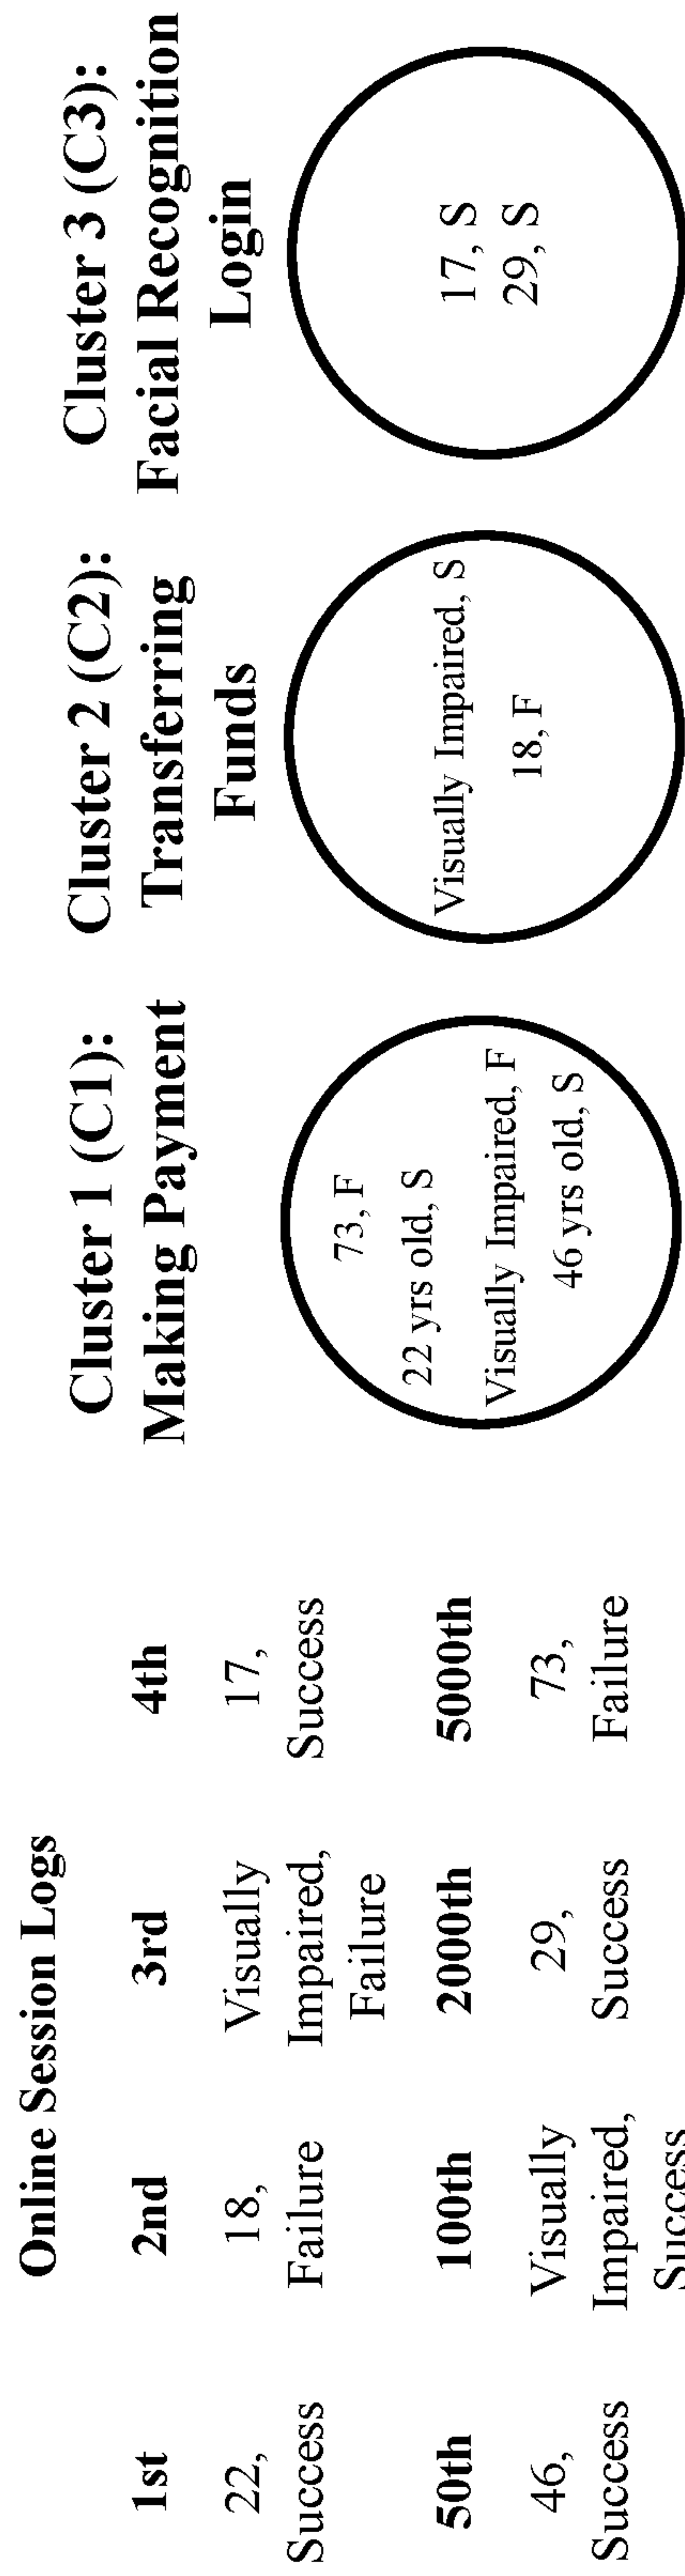 Online Session Logs
1st
2nd
3rd
4th
22,
Success
18,
Failure
Visually
Impaired,
Failure
17,
Success
50th
100th
2000th
5000th
46,
Success
Visually
Impaired,
Success
29,
Success
73,
Failure
Cluster 1 (C1):
Making Payment
73, F
22 yrs old, S
Visually Impaired, F
46 yrs old, S
Cluster 2 (C2):
Transferring
Funds
Visually Impaired, S
18, F
Cluster 3 (C3):
Facial Recognition
Login
17, S
29, S